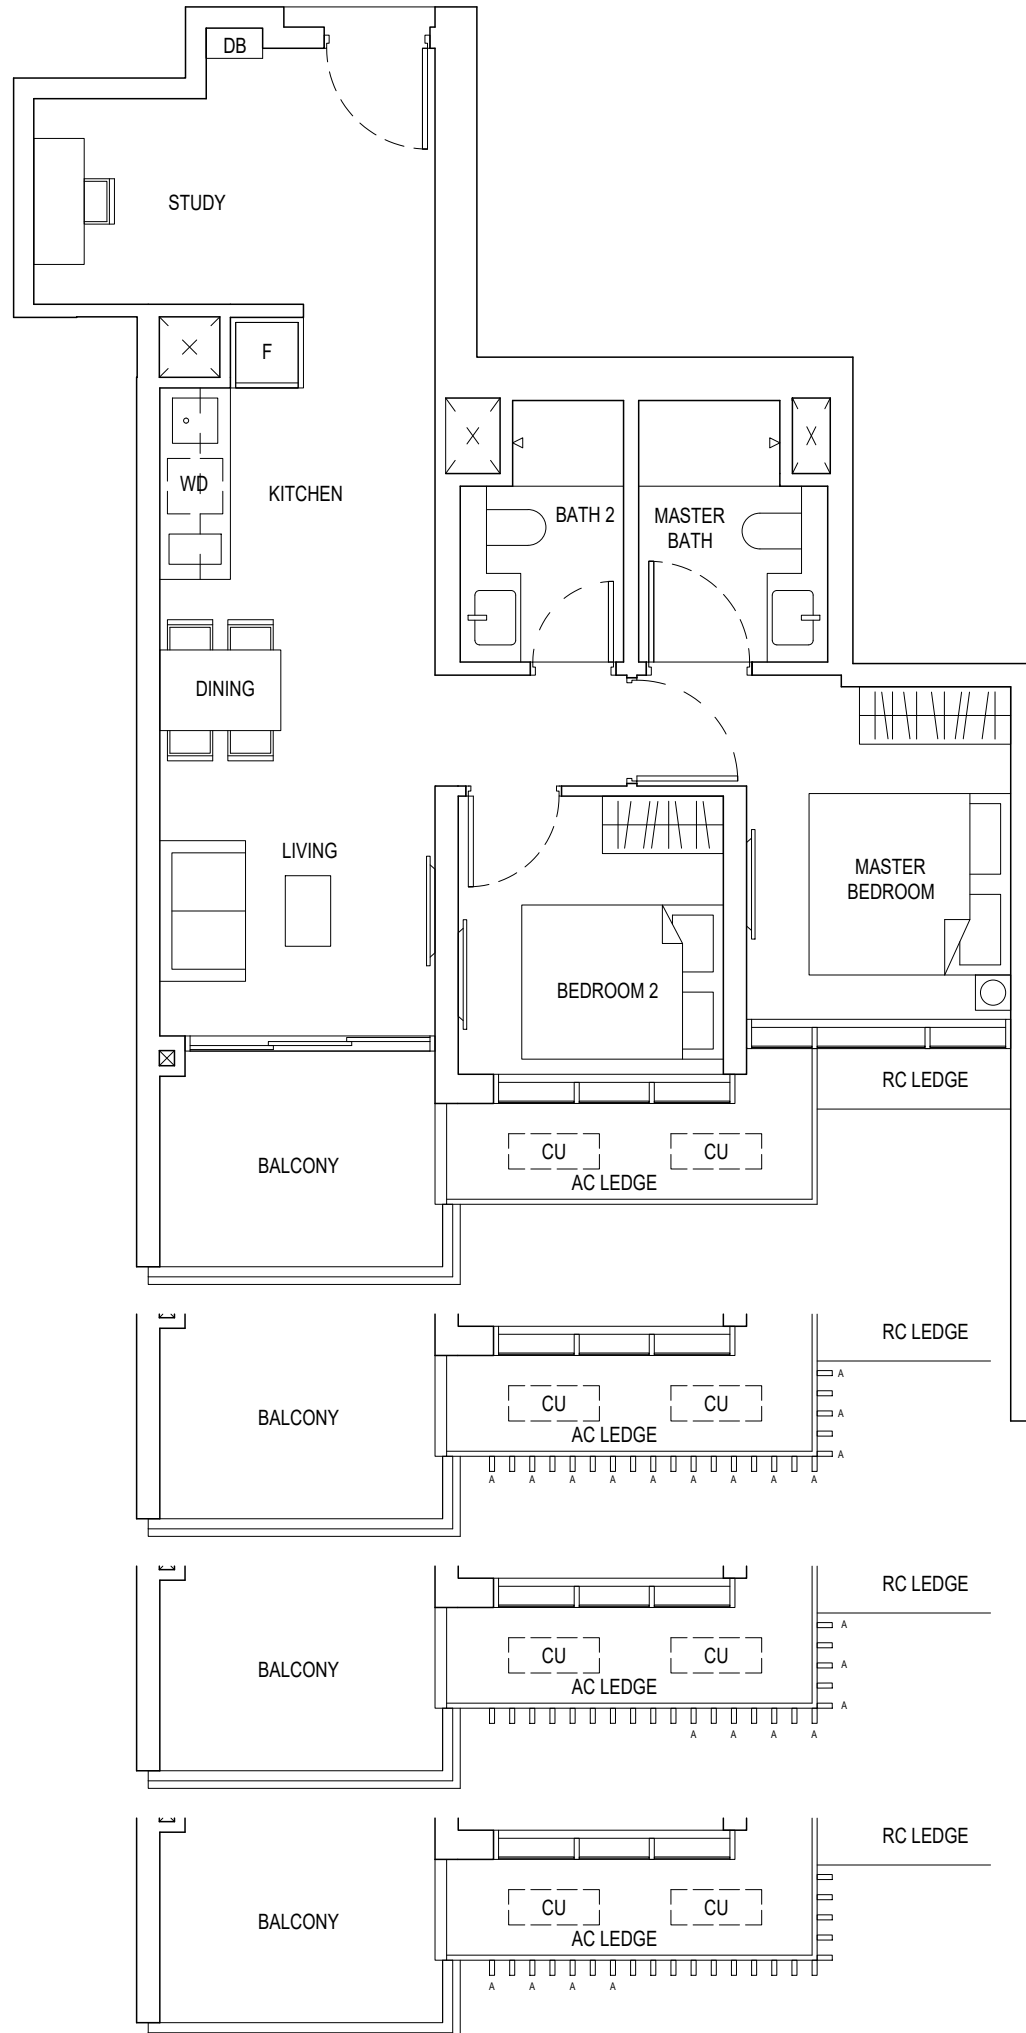 DB
STUDY
F
WD
KITCHEN
BATH 2
MASTER
BATH
DINING
LIVING
MASTER
BEDROOM
BEDROOM 2
RC LEDGE
BALCONY
CU
CU
AC LEDGE
RC LEDGE
A
BALCONY
CU
CU
A
AC LEDGE
A
A A A A A A A A A
RC LEDGE
A
BALCONY
CU
CU
A
AC LEDGE
A
A A A A
RC LEDGE
BALCONY
CU
CU
AC LEDGE
A A A A